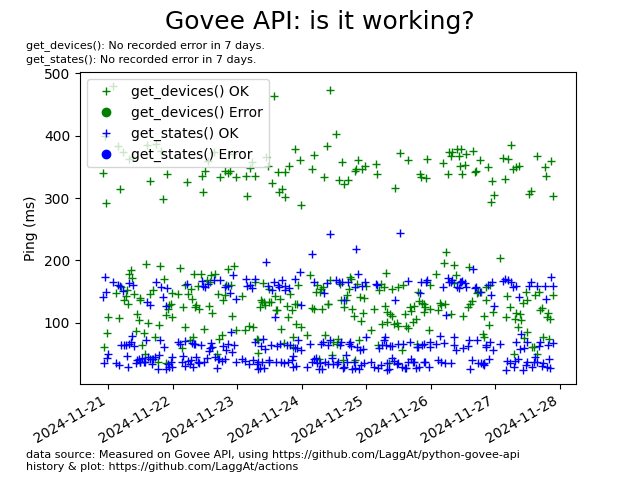 Govee API: is it working?
get_devices(): No recorded error in 7 days.
get_states(): No recorded error in 7 days.
get_devices() OK
get_devices() Error
get_states() OK
get_states() Error
Ping (ms)
500
400
300
200
100
2024-11-21
2024-11-22
2024-11-23
2024-11-24
2024-11-25
2024-11-26
2024-11-27
2024-11-28
data source: Measured on Govee API, using https://github.com/LaggAt/python-govee-api
history & plot: https://github.com/LaggAt/actions